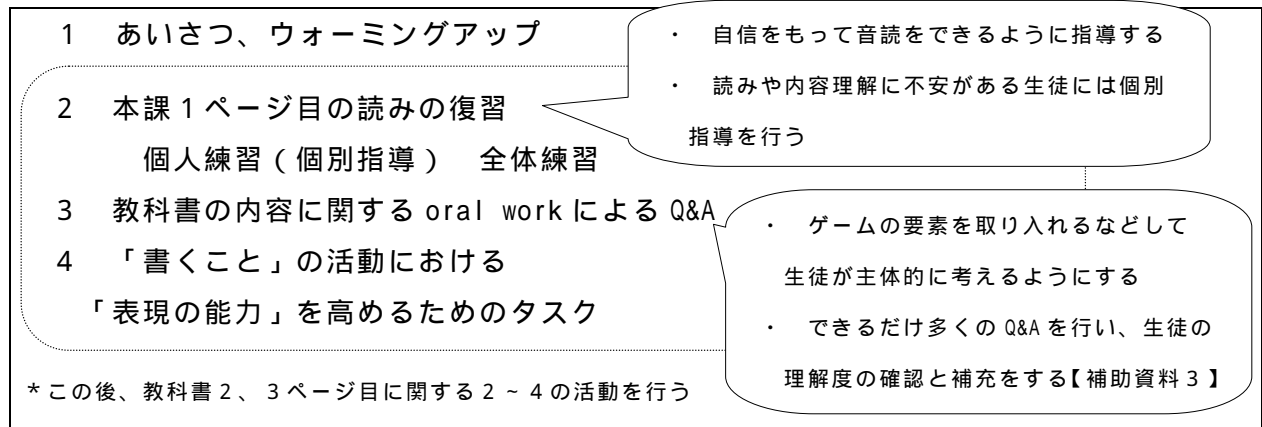 1　あいさつ、ウォーミングアップ
・　自信をもって音読をできるように指導する
・　読みや内容理解に不安がある生徒には個別
指導を行う
2　本課1ページ目の読みの復習
個人練習(個別指導)　全体練習
3　教科書の内容に関する oral work による Q&A
4　「書くこと」の活動における
「表現の能力」を高めるためのタスク
・　ゲームの要素を取り入れるなどして
生徒が主体的に考えるようにする
・　できるだけ多くの Q&A を行い、生徒の
理解度の確認と補充をする【補助資料3】
*この後、教科書2、3ページ目に関する2~4の活動を行う